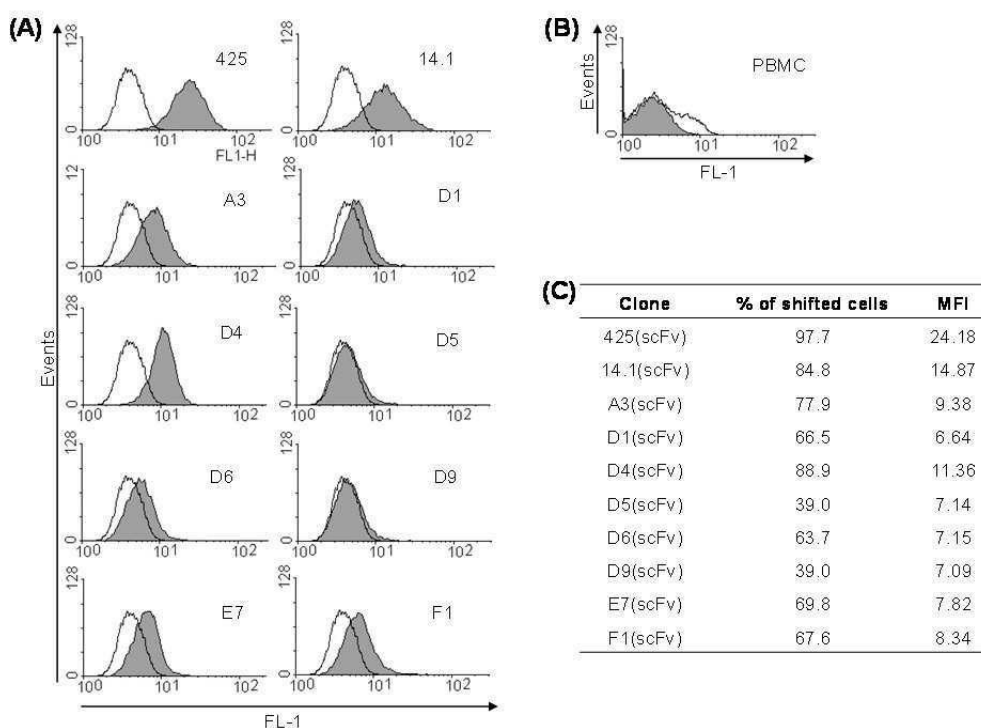 (A)
128
0
425
10⁰ 10¹ 10²
FL1-H
128
0
14.1
10⁰ 10¹ 10²
12
0
A3
10⁰ 10¹ 10²
128
0
D1
10⁰ 10¹ 10²
128
0
D4
10⁰ 10¹ 10²
128
0
D5
10⁰ 10¹ 10²
128
0
D6
10⁰ 10¹ 10²
128
0
D9
10⁰ 10¹ 10²
128
0
E7
10⁰ 10¹ 10²
128
0
F1
10⁰ 10¹ 10²
Events
FL-1
(B)
Events
128
0
PBMC
10⁰ 10¹ 10²
FL-1
(C)
Clone % of shifted cells MFI
425(scFv) 97.7 24.18
14.1(scFv) 84.8 14.87
A3(scFv) 77.9 9.38
D1(scFv) 66.5 6.64
D4(scFv) 88.9 11.36
D5(scFv) 39.0 7.14
D6(scFv) 63.7 7.15
D9(scFv) 39.0 7.09
E7(scFv) 69.8 7.82
F1(scFv) 67.6 8.34